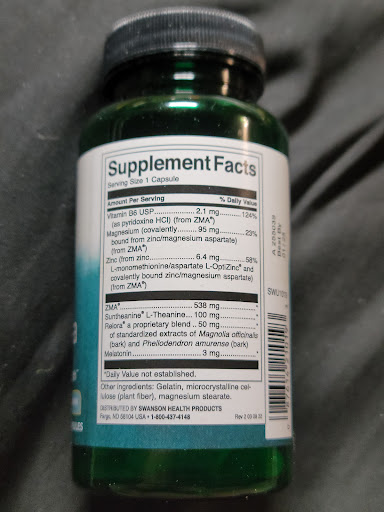 Supplement Facts
Serving Size 1 Capsule
Amount Per Serving % Daily Value
Vitamin B6 USP.................. 2.1 mg............ 124%
(as pyridoxine HCl) (from ZMA®)
Magnesium (covalently....... 95 mg............ 23%
bound from zinc/magnesium aspartate)
(from ZMA®)
Zinc (from zinc..................... 6.4 mg............ 58%
L-monomethionine/aspartate L-OptiZinc® and
covalently bound zinc/magnesium aspartate)
(from ZMA®)
ZMA®................................. 538 mg............*
Suntheanine® L-Theanine... 100 mg............*
Relora® a proprietary blend .. 50 mg............*
of standardized extracts of Magnolia officinalis
(bark) and Phellodendron amurense (bark)
Melatonin............................ 3 mg............*
*Daily Value not established.
Other ingredients: Gelatin, microcrystalline cel-
lulose (plant fiber), magnesium stearate.
DISTRIBUTED BY SWANSON HEALTH PRODUCTS
Fargo, ND 58104 USA • 1-800-437-4148
Best By